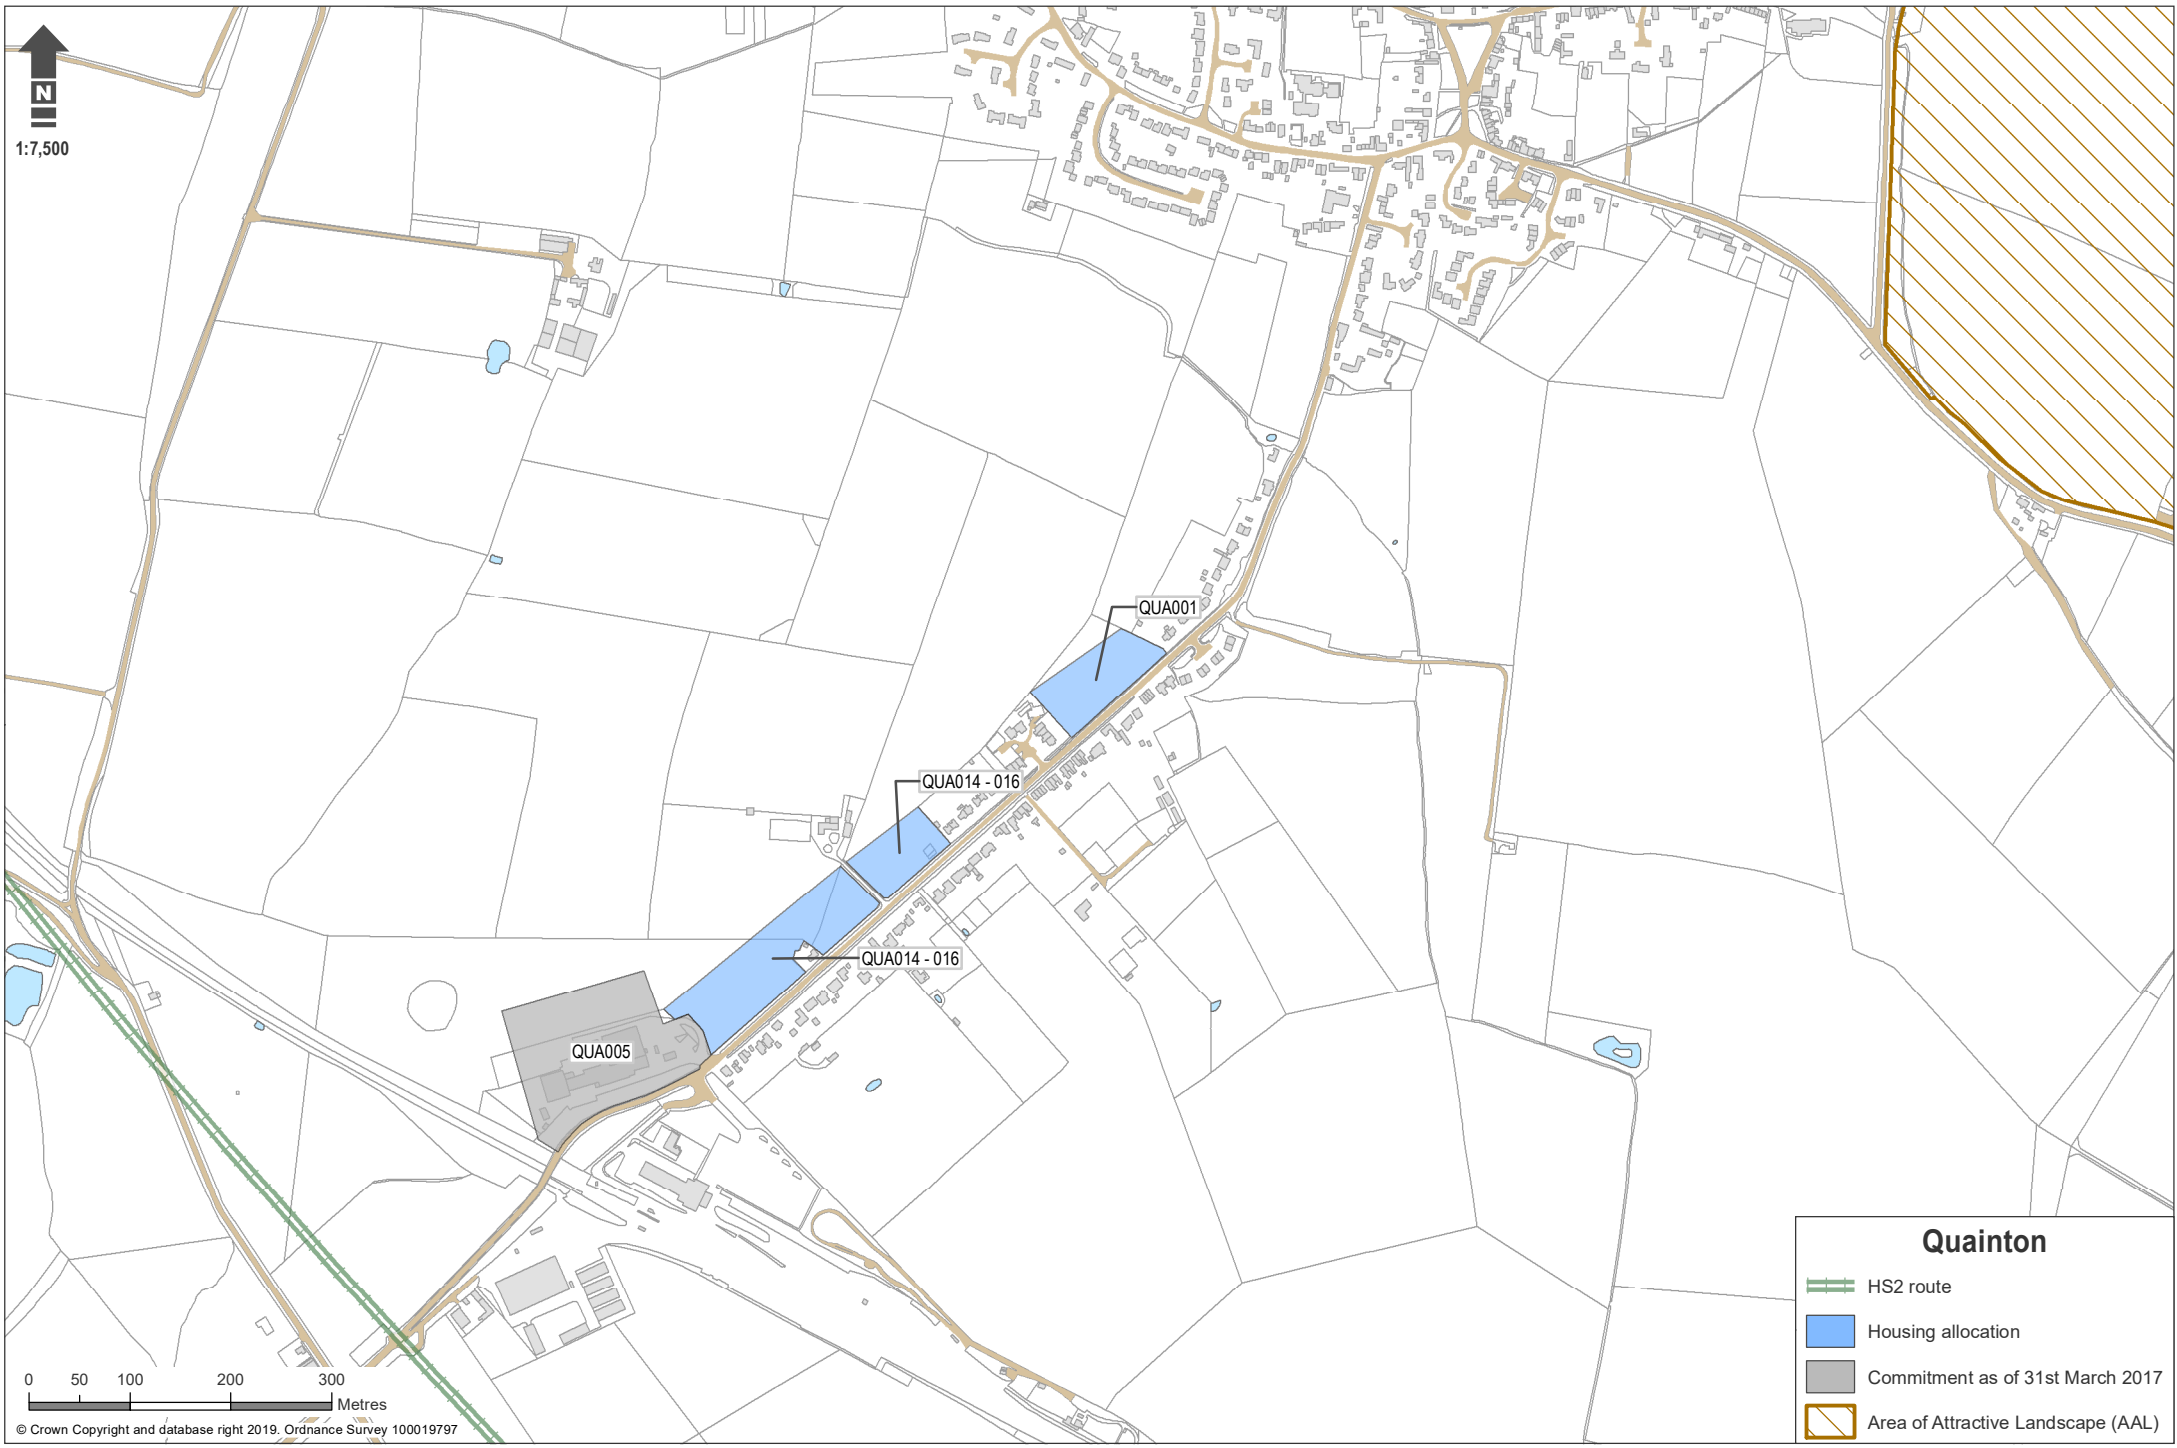 N
1:7,500
QUA001
QUA014 - 016
QUA014 - 016
QUA005
Quainton
HS2 route
Housing allocation
Commitment as of 31st March 2017
Area of Attractive Landscape (AAL)
0 50 100 200 300
Metres
© Crown Copyright and database right 2019. Ordnance Survey 100019797